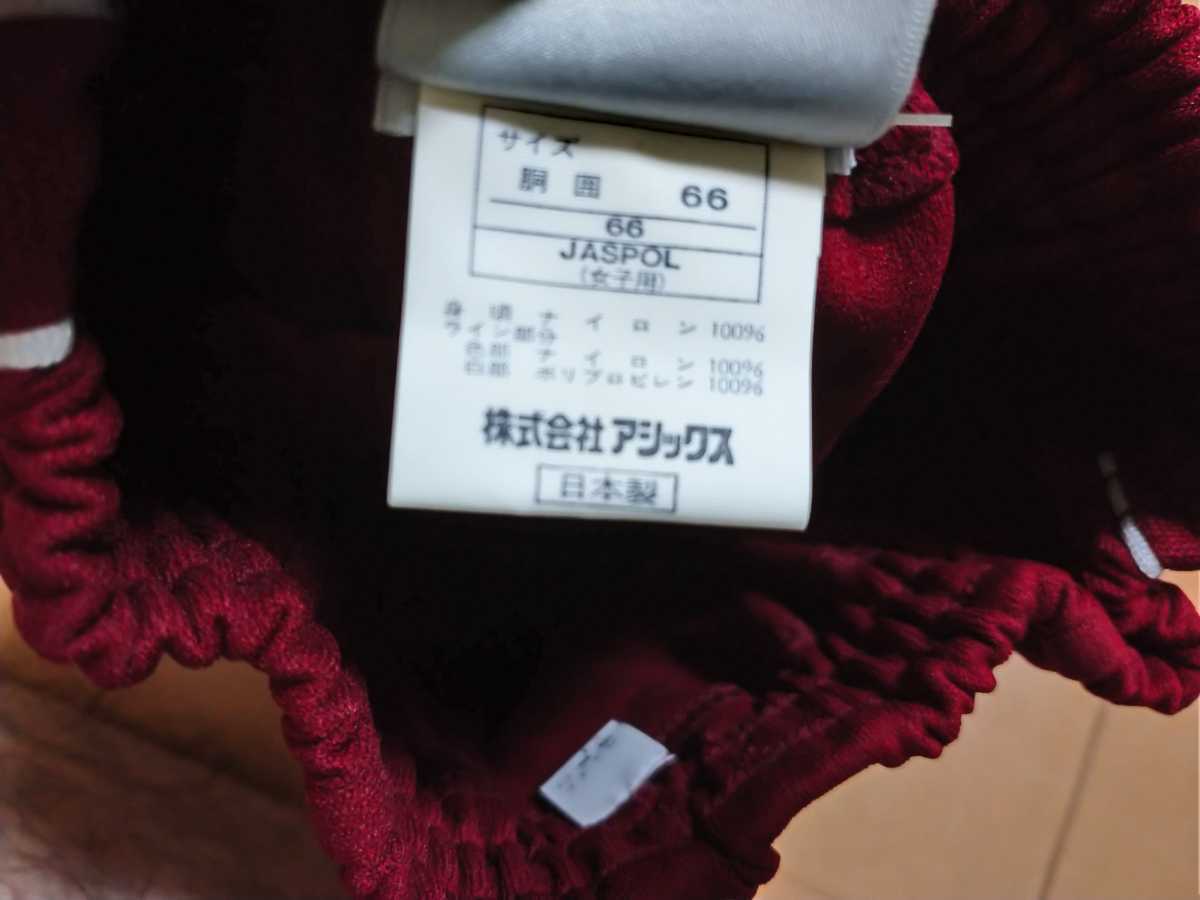 サイズ
胴囲 66
66
JASPOL
(女子用)
身頃 ナイロン 100%
ライン部分
色部 ナイロン 100%
白部 ポリプロピレン 100%
株式会社アシックス
日本製